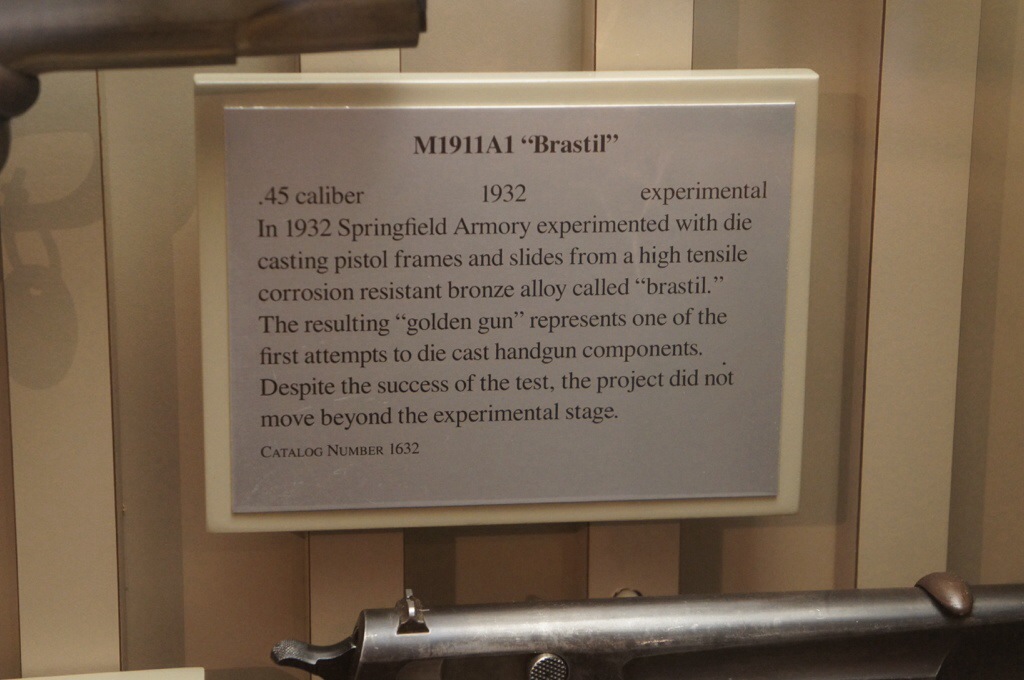 M1911A1 “Brastil”
.45 caliber 1932 experimental
In 1932 Springfield Armory experimented with die
casting pistol frames and slides from a high tensile
corrosion resistant bronze alloy called “brastil.”
The resulting “golden gun” represents one of the
first attempts to die cast handgun components.
Despite the success of the test, the project did not
move beyond the experimental stage.
CATALOG NUMBER 1632